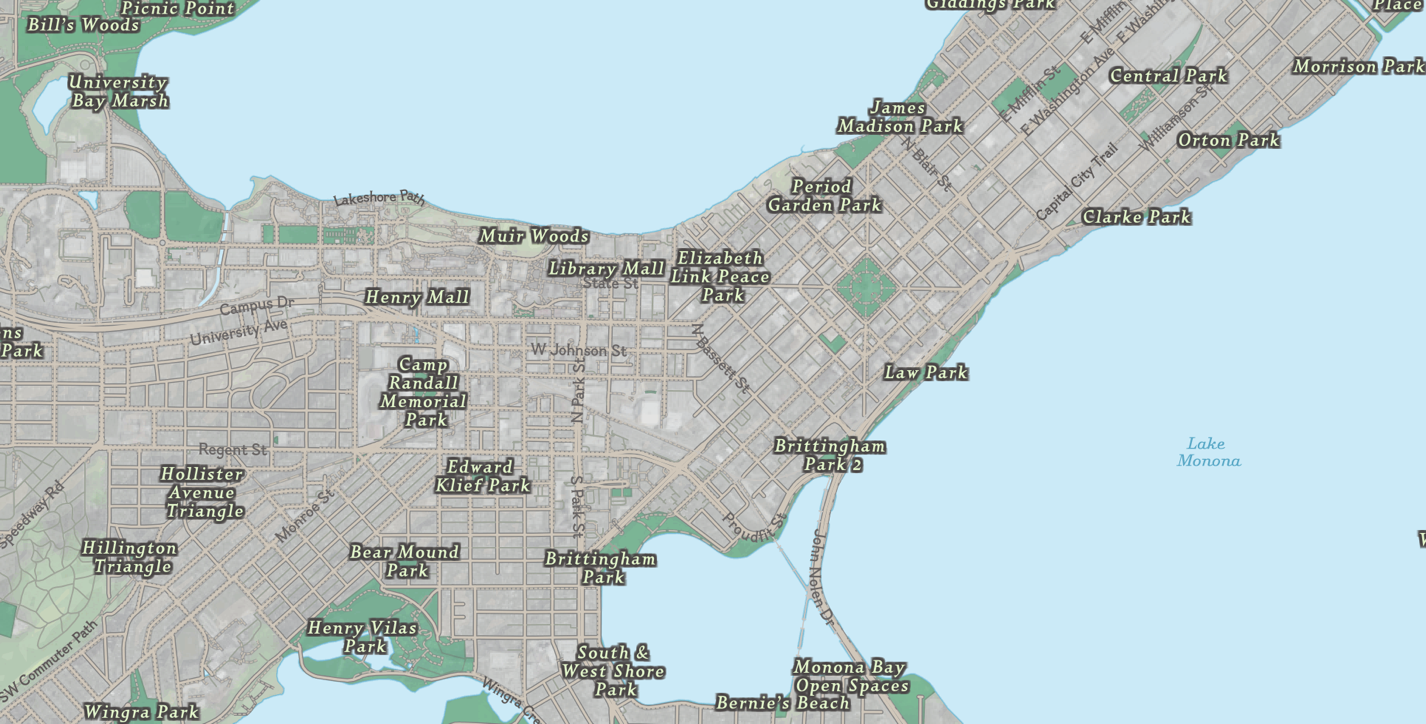 Picnic Point
Bill's Woods
Giddings Park
E Mifflin
E Washing
Place
University
Bay Marsh
Central Park
Morrison Park
E Mifflin St
E Washington Ave
James
Madison Park
Williamson St
Orton Park
N Blair St
Capital City Trail
Period
Garden Park
Lakeshore Path
Clarke Park
Muir Woods
Library Mall
State St
Elizabeth
Link Peace
Park
Henry Mall
Campus Dr
University Ave
ns
Park
W Johnson St
N Bassett St
Camp
Randall
Memorial
Park
N Park St
Law Park
Regent St
Brittingham
Park 2
Lake
Monona
Hollister
Avenue
Triangle
Edward
Klief Park
S Park St
Speedway Rd
Monroe St
Proudfit St
Hillington
Triangle
Bear Mound
Park
Brittingham
Park
John Nolen Dr
Henry Vilas
Park
South &
West Shore
Park
SW Commuter Path
Monona Bay
Open Spaces
Bernie's Beach
Wingra Cre
Wingra Park